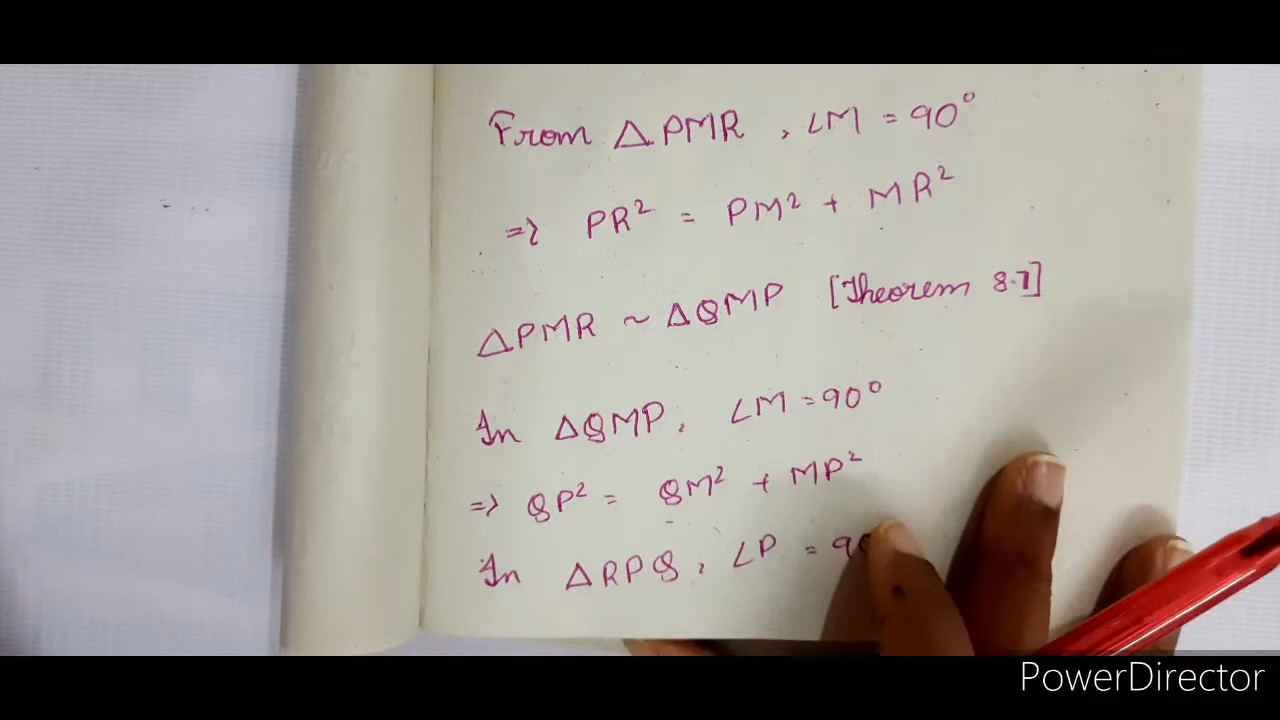 From △PMR, ∠M = 90°
=> PR² = PM² + MR²
△PMR ~ △QMP [Theorem 8.7]
In △QMP, ∠M = 90°
=> QP² = QM² + MP²
In △RPQ, ∠P = 90
PowerDirector